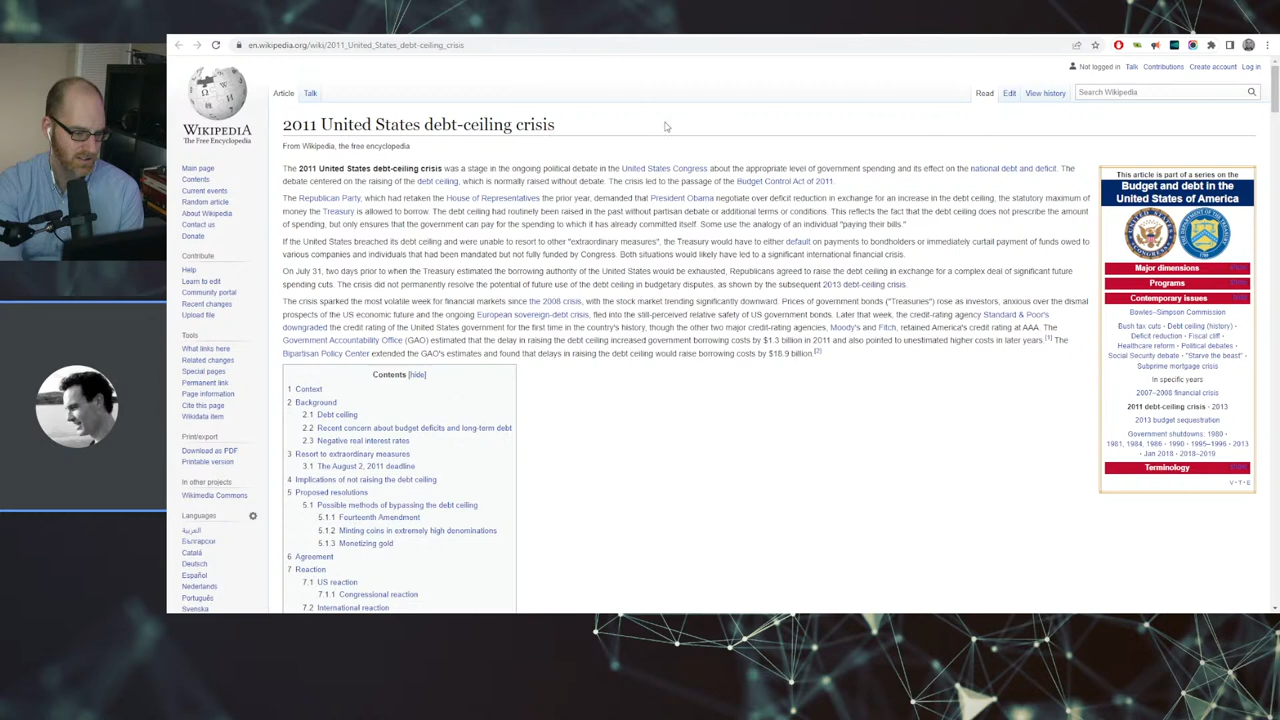 en.wikipedia.org/wiki/2011_United_States_debt-ceiling_crisis
Not logged in Talk Contributions Create account Log in
Article Talk
Read Edit View history
Search Wikipedia
WIKIPEDIA
The Free Encyclopedia
Main page
Contents
Current events
Random article
About Wikipedia
Contact us
Donate
Contribute
Help
Learn to edit
Community portal
Recent changes
Upload file
Tools
What links here
Related changes
Special pages
Permanent link
Page information
Cite this page
Wikidata item
Print/export
Download as PDF
Printable version
In other projects
Wikimedia Commons
Languages
العربية
Български
Català
Deutsch
Español
Nederlands
Português
Svenska
2011 United States debt-ceiling crisis
From Wikipedia, the free encyclopedia
The 2011 United States debt-ceiling crisis was a stage in the ongoing political debate in the United States Congress about the appropriate level of government spending and its effect on the national debt and deficit. The
debate centered on the raising of the debt ceiling, which is normally raised without debate. The crisis led to the passage of the Budget Control Act of 2011.
The Republican Party, which had retaken the House of Representatives the prior year, demanded that President Obama negotiate over deficit reduction in exchange for an increase in the debt ceiling, the statutory maximum of
money the Treasury is allowed to borrow. The debt ceiling had routinely been raised in the past without partisan debate or additional terms or conditions. This reflects the fact that the debt ceiling does not prescribe the amount
of spending, but only ensures that the government can pay for the spending to which it has already committed itself. Some use the analogy of an individual "paying their bills."
If the United States breached its debt ceiling and were unable to resort to other "extraordinary measures", the Treasury would have to either default on payments to bondholders or immediately curtail payment of funds owed to
various companies and individuals that had been mandated but not fully funded by Congress. Both situations would likely have led to a significant international financial crisis.
On July 31, two days prior to when the Treasury estimated the borrowing authority of the United States would be exhausted, Republicans agreed to raise the debt ceiling in exchange for a complex deal of significant future
spending cuts. The crisis did not permanently resolve the potential of future use of the debt ceiling in budgetary disputes, as shown by the subsequent 2013 debt-ceiling crisis.
The crisis sparked the most volatile week for financial markets since the 2008 crisis, with the stock market trending significantly downward. Prices of government bonds ("Treasuries") rose as investors, anxious over the dismal
prospects of the US economic future and the ongoing European sovereign-debt crisis, fled into the still-perceived relative safety of US government bonds. Later that week, the credit-rating agency Standard & Poor's
downgraded the credit rating of the United States government for the first time in the country's history, though the other two major credit-rating agencies, Moody's and Fitch, retained America's credit rating at AAA. The
Government Accountability Office (GAO) estimated that the delay in raising the debt ceiling increased government borrowing costs by $1.3 billion in 2011 and also pointed to unestimated higher costs in later years.[1] The
Bipartisan Policy Center extended the GAO's estimates and found that delays in raising the debt ceiling would raise borrowing costs by $18.9 billion.[2]
Contents [hide]
1 Context
2 Background
2.1 Debt ceiling
2.2 Recent concern about budget deficits and long-term debt
2.3 Negative real interest rates
3 Resort to extraordinary measures
3.1 The August 2, 2011 deadline
4 Implications of not raising the debt ceiling
5 Proposed resolutions
5.1 Possible methods of bypassing the debt ceiling
5.1.1 Fourteenth Amendment
5.1.2 Minting coins in extremely high denominations
5.1.3 Monetizing gold
6 Agreement
7 Reaction
7.1 US reaction
7.1.1 Congressional reaction
7.2 International reaction
This article is part of a series on the
Budget and debt in the
United States of America
Major dimensions
Programs
Contemporary issues
Bowles–Simpson Commission
Bush tax cuts · Debt ceiling (history) ·
Deficit reduction · Fiscal cliff ·
Healthcare reform · Political debates ·
Social Security debate · "Starve the beast" ·
Subprime mortgage crisis
In specific years
2007–2008 financial crisis
2011 debt-ceiling crisis · 2013
2013 budget sequestration
Government shutdowns: 1980 ·
1981, 1984, 1986 · 1990 · 1995–1996 · 2013
· Jan 2018 · 2018–2019
Terminology
V · T · E